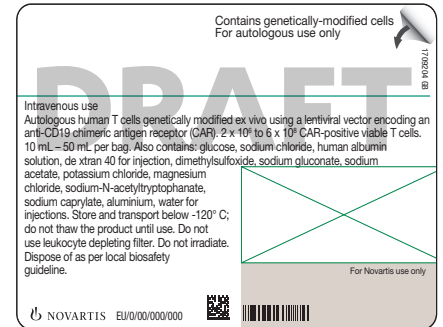 Contains genetically-modified cells
For autologous use only
1709204 GB
DRAFT
Intravenous use
Autologous human T cells genetically modified ex vivo using a lentiviral vector encoding an
anti-CD19 chimeric antigen receptor (CAR). 2 x 10⁶ to 6 x 10⁸ CAR-positive viable T cells.
10 mL – 50 mL per bag. Also contains: glucose, sodium chloride, human albumin
solution, de xtran 40 for injection, dimethylsulfoxide, sodium gluconate, sodium
acetate, potassium chloride, magnesium
chloride, sodium-N-acetyltryptophanate,
sodium caprylate, aluminium, water for
injections. Store and transport below -120° C;
do not thaw the product until use. Do not
use leukocyte depleting filter. Do not irradiate.
Dispose of as per local biosafety
guideline.
For Novartis use only
NOVARTIS EU/0/00/000/000